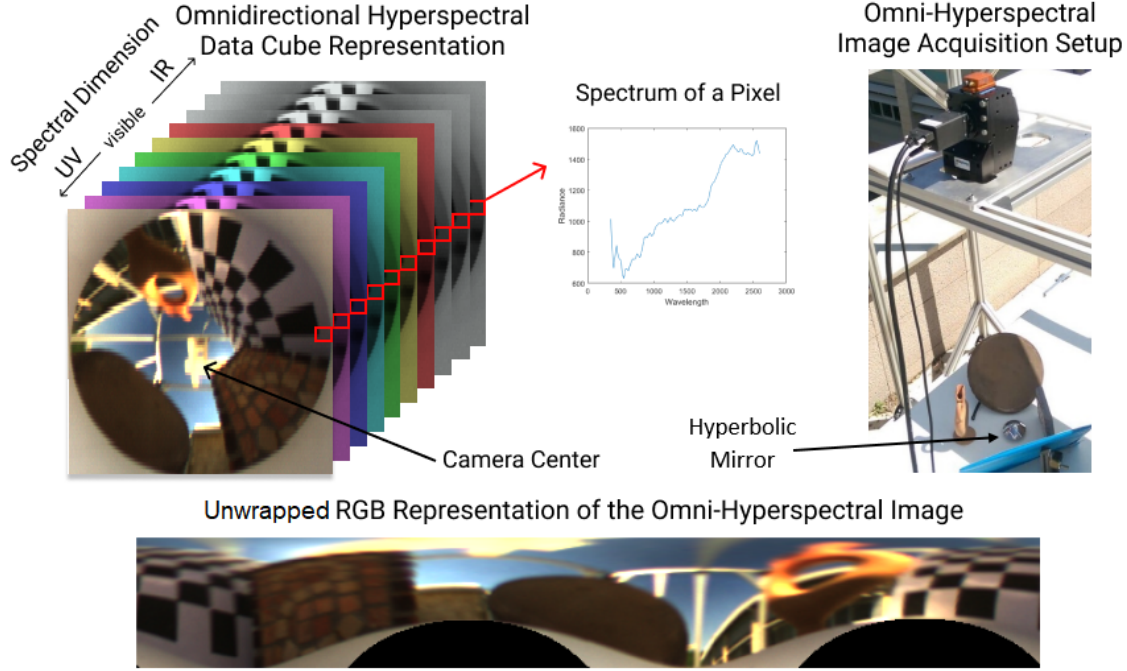 Omnidirectional Hyperspectral
Data Cube Representation
Spectral Dimension
UV
visible
IR
Spectrum of a Pixel
1600
1400
1200
1000
800
600
Radiance
0
500
1000
1500
2000
2500
3000
Wavelength
Omni-Hyperspectral
Image Acquisition Setup
Camera Center
Hyperbolic
Mirror
Unwrapped RGB Representation of the Omni-Hyperspectral Image